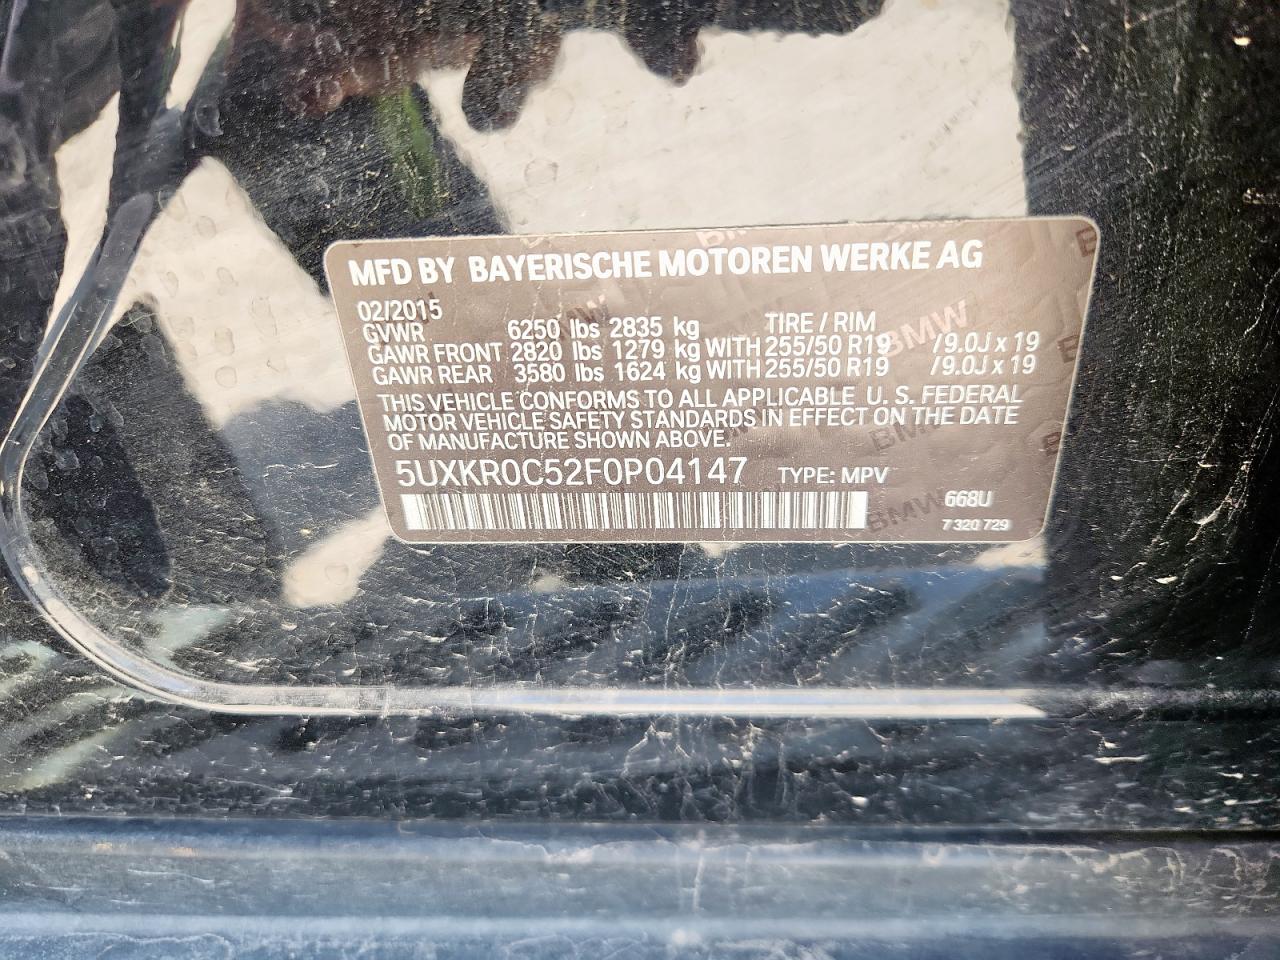 MFD BY BAYERISCHE MOTOREN WERKE AG
02/2015 TIRE / RIM
GVWR 6250 lbs 2835 kg
GAWR FRONT 2820 lbs 1279 kg WITH 255/50 R19 /9.0J x 19
GAWR REAR 3580 lbs 1624 kg WITH 255/50 R19 /9.0J x 19
THIS VEHICLE CONFORMS TO ALL APPLICABLE U. S. FEDERAL
MOTOR VEHICLE SAFETY STANDARDS IN EFFECT ON THE DATE
OF MANUFACTURE SHOWN ABOVE.
5UXKR0C52F0P04147 TYPE: MPV
668U
7 320 729